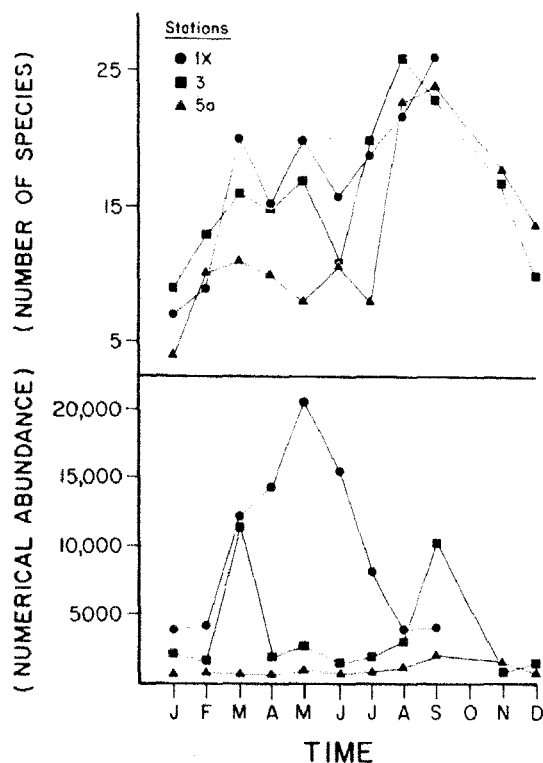 Stations
1X
3
5a
(NUMBER OF SPECIES)
25
15
5
(NUMERICAL ABUNDANCE)
20,000
15,000
10,000
5000
J F M A M J J A S O N D
TIME